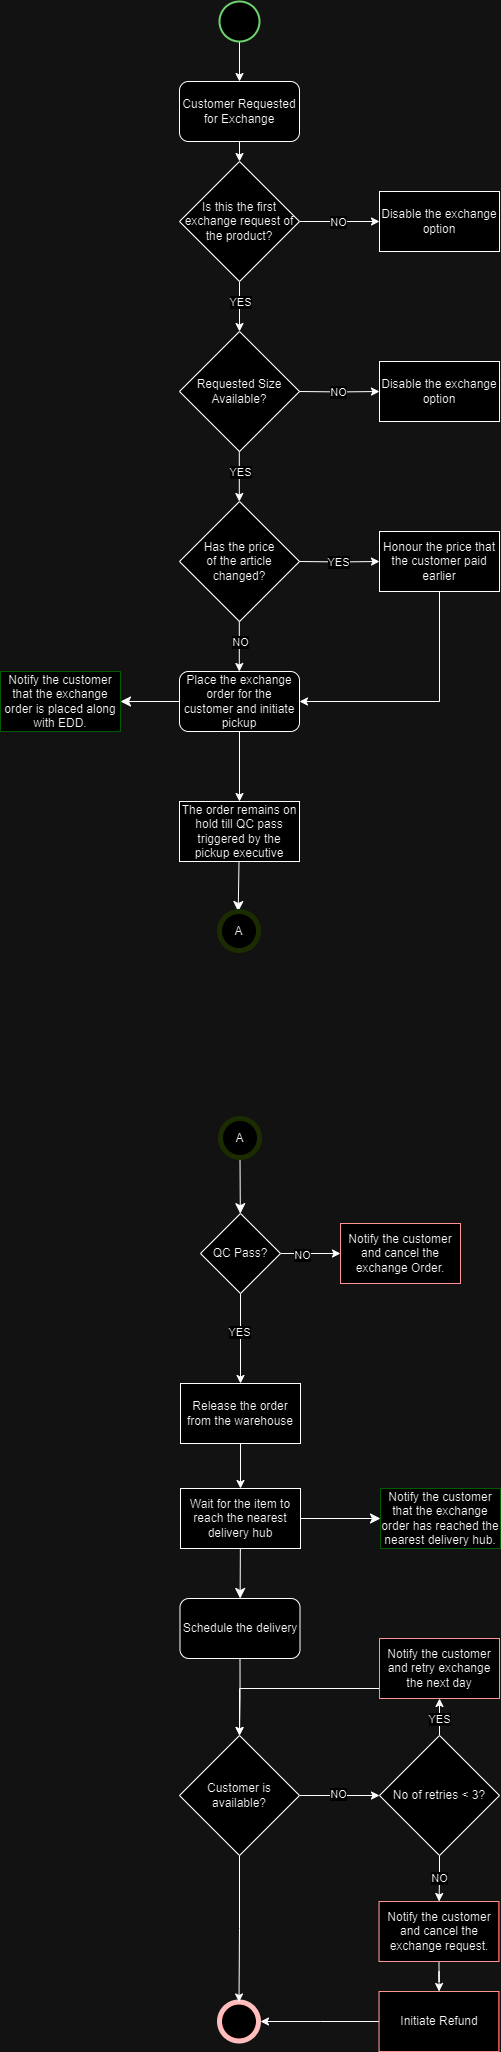 Customer Requested
for Exchange
Is this the first
exchange request of
the product?
NO
Disable the exchange
option
YES
Requested Size
Available?
NO
Disable the exchange
option
YES
Has the price
of the article
changed?
YES
Honour the price that
the customer paid
earlier
NO
Notify the customer
that the exchange
order is placed along
with EDD.
Place the exchange
order for the
customer and initiate
pickup
The order remains on
hold till QC pass
triggered by the
pickup executive
A
A
QC Pass?
NO
Notify the customer
and cancel the
exchange Order.
YES
Release the order
from the warehouse
Wait for the item to
reach the nearest
delivery hub
Notify the customer
that the exchange
order has reached the
nearest delivery hub.
Schedule the delivery
Notify the customer
and retry exchange
the next day
YES
Customer is
available?
NO
No of retries < 3?
NO
Notify the customer
and cancel the
exchange request.
Initiate Refund